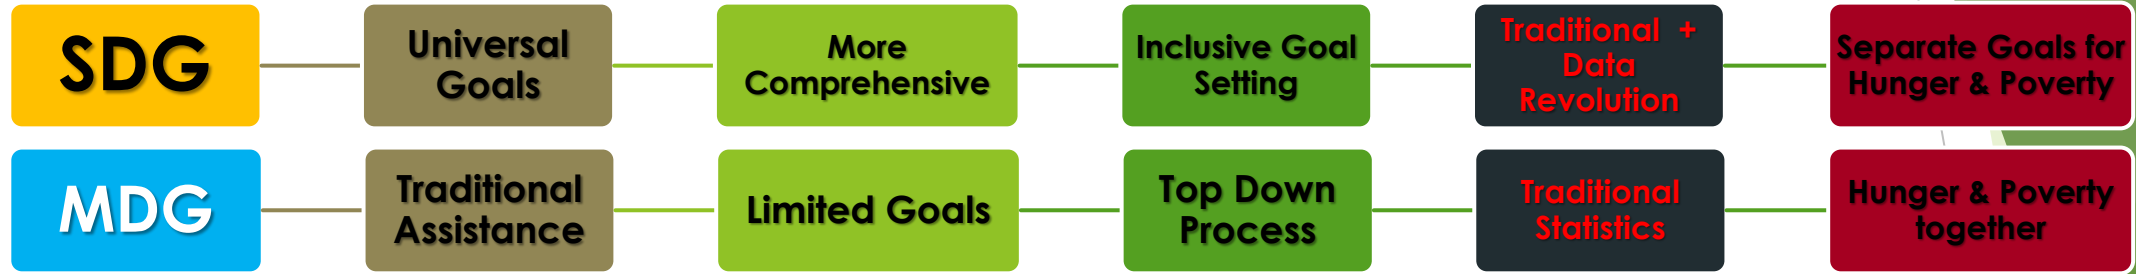 SDG
Universal
Goals
More
Comprehensive
Inclusive Goal
Setting
Traditional +
Data
Revolution
Separate Goals for
Hunger & Poverty
MDG
Traditional
Assistance
Limited Goals
Top Down
Process
Traditional
Statistics
Hunger & Poverty
together